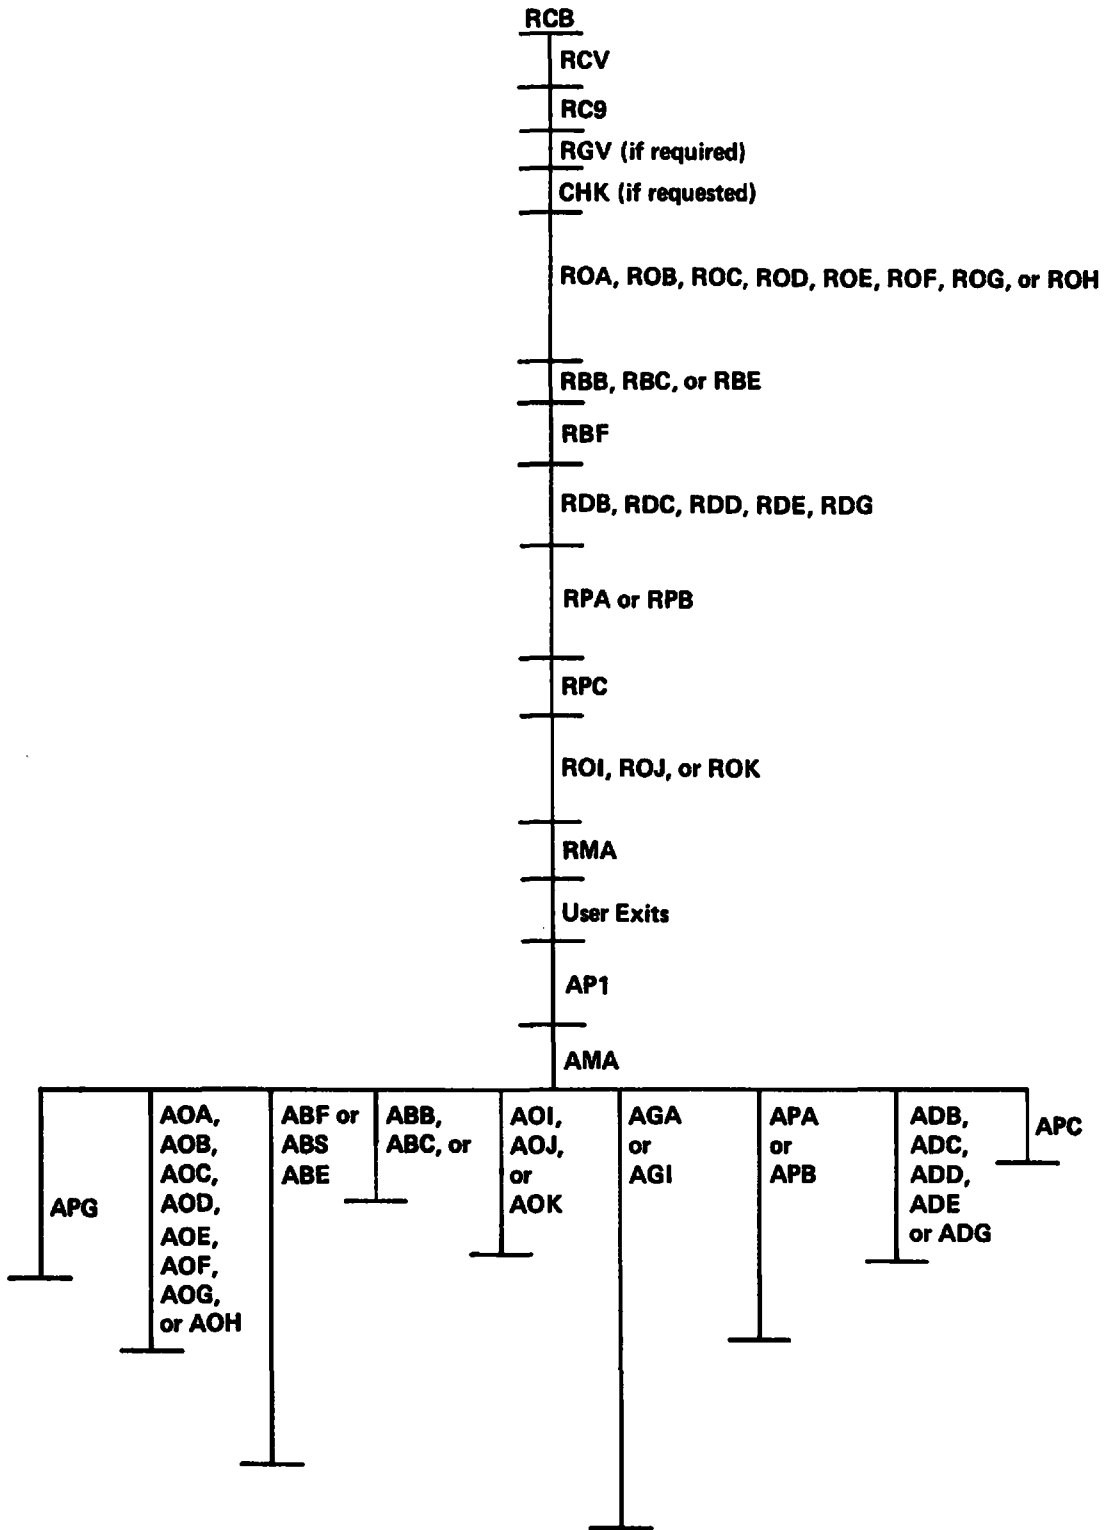 RCB
RCV
RC9
RGV (if required)
CHK (if requested)
ROA, ROB, ROC, ROD, ROE, ROF, ROG, or ROH
RBB, RBC, or RBE
RBF
RDB, RDC, RDD, RDE, RDG
RPA or RPB
RPC
ROI, ROJ, or ROK
RMA
User Exits
AP1
AMA
APG
AOA,
AOB,
AOC,
AOD,
AOE,
AOF,
AOG,
or AOH
ABF or
ABS
ABE
ABB,
ABC, or
AOI,
AOJ,
or
AOK
AGA
or
AGI
APA
or
APB
ADB,
ADC,
ADD,
ADE
or ADG
APC